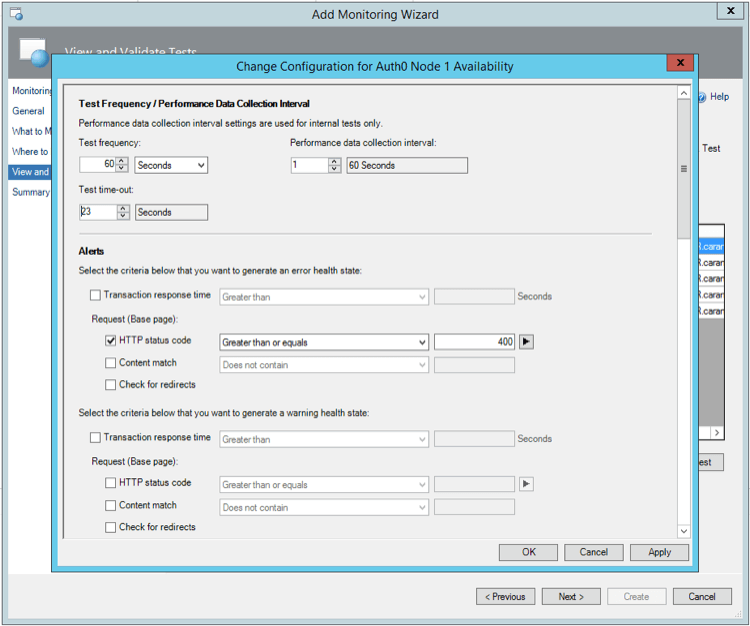 Add Monitoring Wizard
X
View and Validate Tests
Change Configuration for Auth0 Node 1 Availability
X
Monitoring
General
What to M
Where to
View and
Summary
Help
Test
Test Frequency / Performance Data Collection Interval
Performance data collection interval settings are used for internal tests only.
Test frequency: Performance data collection interval:
60 Seconds 1 60 Seconds
Test time-out:
23 Seconds
Alerts
Select the criteria below that you want to generate an error health state:
Transaction response time Greater than Seconds
Request (Base page):
HTTP status code Greater than or equals 400
Content match Does not contain
Check for redirects
Select the criteria below that you want to generate a warning health state:
Transaction response time Greater than Seconds
Request (Base page):
HTTP status code Greater than or equals
Content match Does not contain
Check for redirects
R.caran
R.caran
R.caran
R.caran
R.caran
est
OK Cancel Apply
< Previous Next > Create Cancel